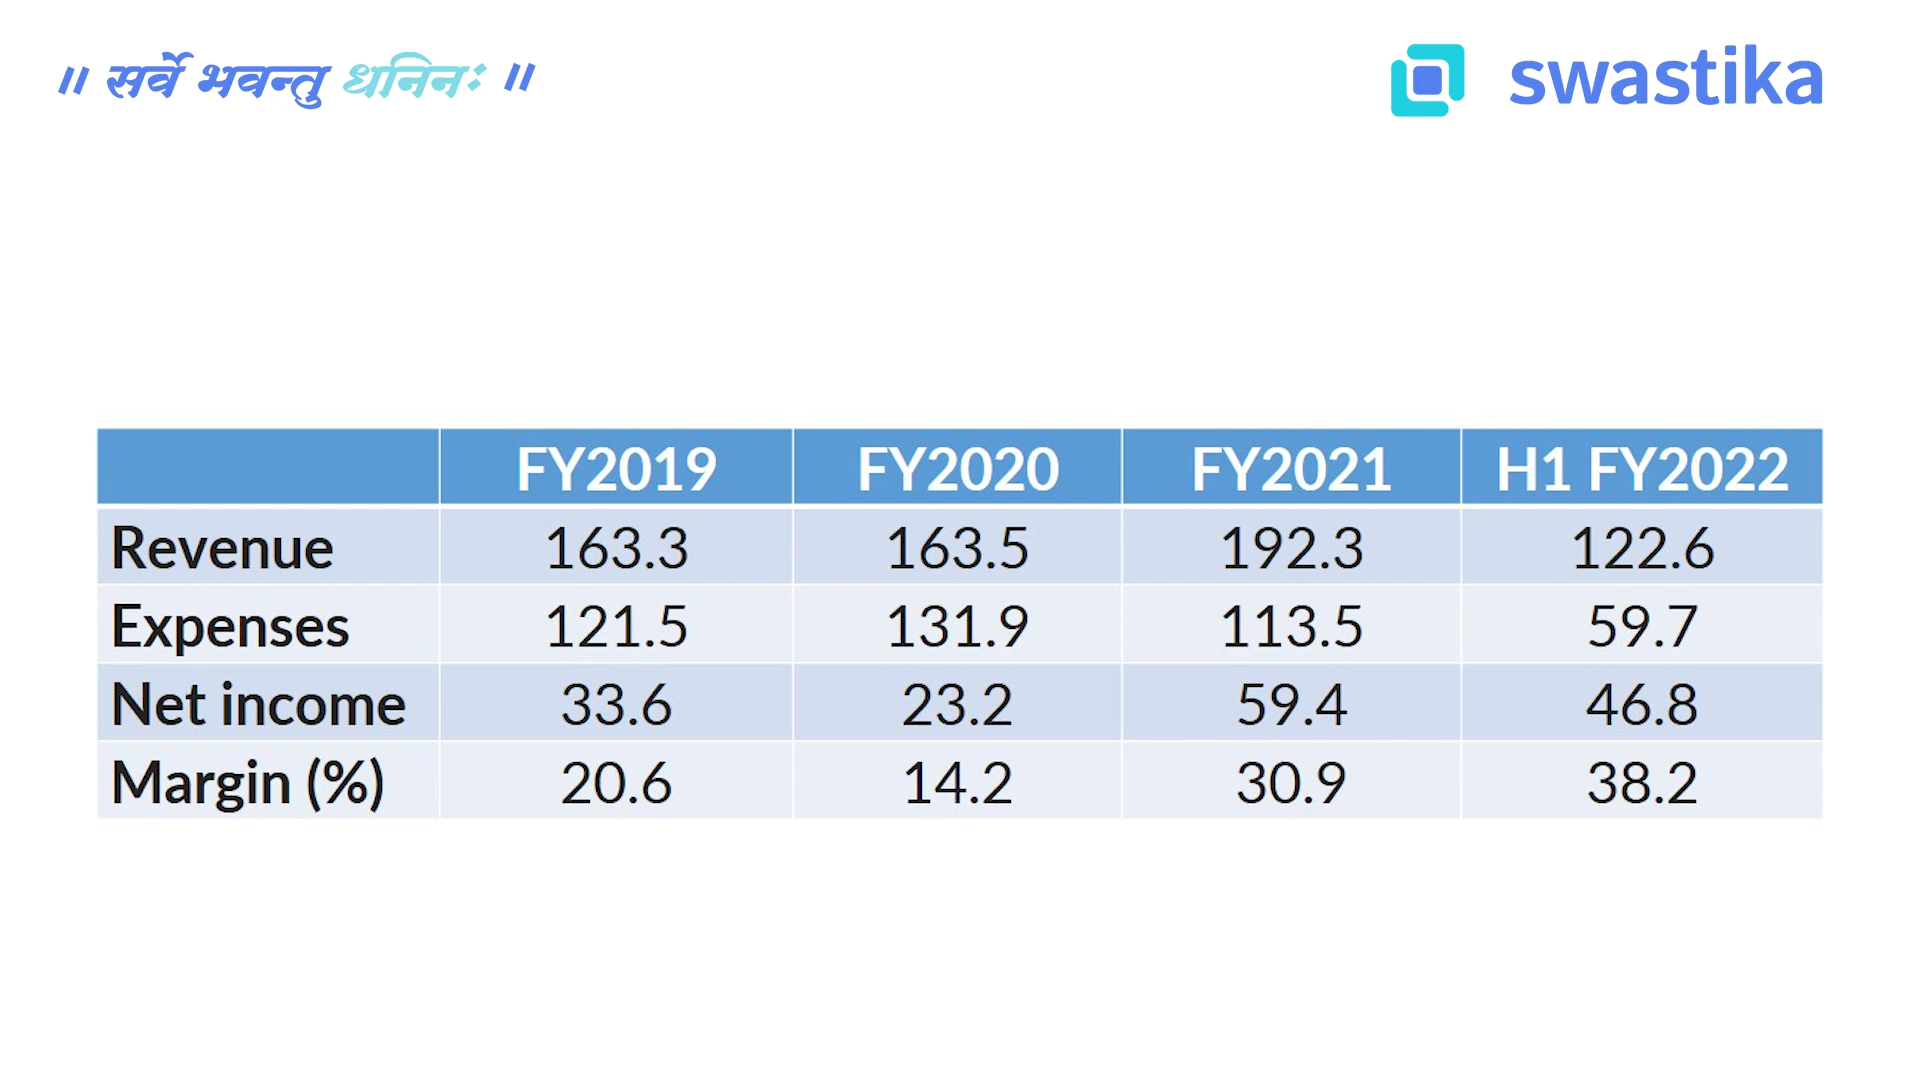 ॥ सर्वे भवन्तु धनिनः ॥
swastika
FY2019 FY2020 FY2021 H1 FY2022
Revenue 163.3 163.5 192.3 122.6
Expenses 121.5 131.9 113.5 59.7
Net income 33.6 23.2 59.4 46.8
Margin (%) 20.6 14.2 30.9 38.2